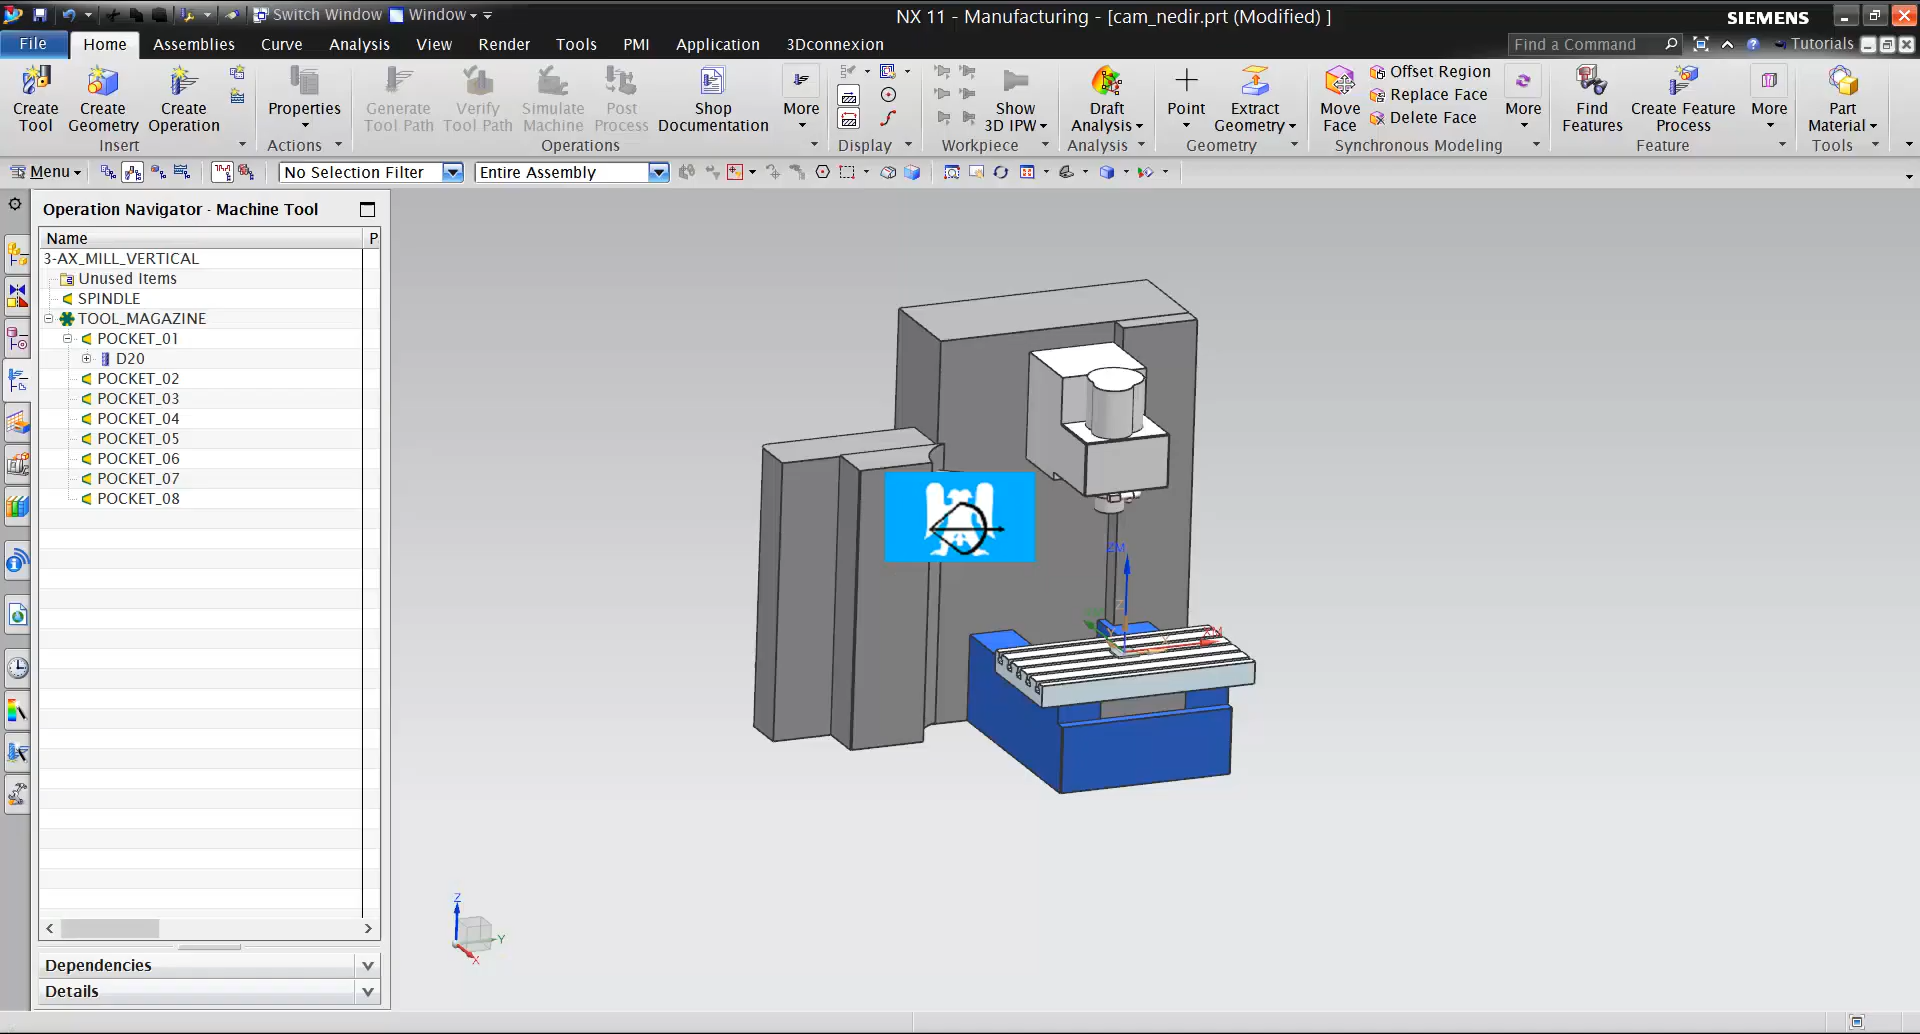 Switch Window Window
NX 11 - Manufacturing - [cam_nedir.prt (Modified) ]
SIEMENS
File Home Assemblies Curve Analysis View Render Tools PMI Application 3Dconnexion
Find a Command
Tutorials
Create Tool
Create Geometry
Create Operation
Insert
Properties
Actions
Generate Tool Path
Verify Tool Path
Simulate Machine
Post Process
Shop Documentation
More
Operations
Display
Show 3D IPW
Workpiece
Draft Analysis
Analysis
Point
Extract Geometry
Geometry
Move Face
Offset Region
Replace Face
Delete Face
More
Synchronous Modeling
Find Features
Create Feature Process
More
Feature
Part Material
Tools
Menu
No Selection Filter
Entire Assembly
Operation Navigator - Machine Tool
Name P
3-AX_MILL_VERTICAL
Unused Items
SPINDLE
TOOL_MAGAZINE
POCKET_01
D20
POCKET_02
POCKET_03
POCKET_04
POCKET_05
POCKET_06
POCKET_07
POCKET_08
Dependencies
Details
ZM
XM
Z
Y
X